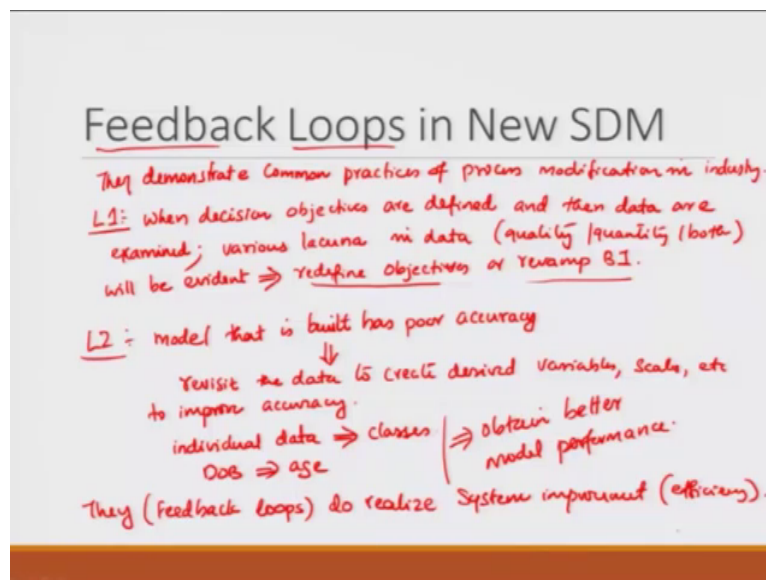 Feedback Loops in New SDM
They demonstrate common practices of process modification in industry.
L1: when decision objectives are defined and then data are
examined; various lacuna in data (quality/quantity/both)
will be evident ⇒ redefine objectives or revamp BI.
L2: model that is built has poor accuracy
⇓
revisit the data to create derived variables, scale, etc
to improve accuracy.
individual data ⇒ classes ⇒ obtain better
DOB ⇒ age model performance.
They (Feedback loops) do realize system improvement (efficiency).